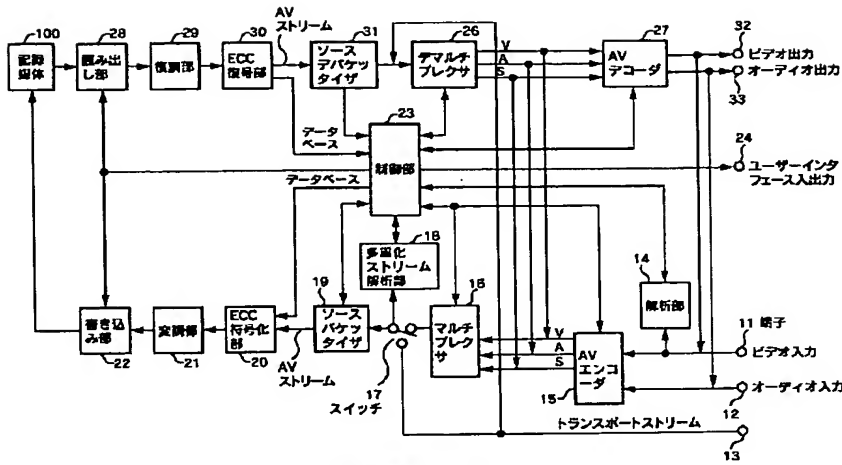 100
記録
媒体
28
読み出
し部
29
復調部
30
ECC
復号部
AV
ストリーム
31
ソース
デパケッ
タイザ
26
デマルチ
プレクサ
V
A
S
27
AV
デコーダ
32
ビデオ出力
オーディオ出力
33
データ
ベース
23
制御部
24
ユーザーインタ
フェース入出力
データベース
18
多重化
ストリーム
解析部
14
解析部
書き込
み部
22
変調部
21
ECC
符号化
部
20
AV
ストリーム
19
ソース
パケッ
タイザ
17
スイッチ
16
マルチ
プレクサ
V
A
S
AV
エンコ
ーダ
15
11 端子
ビデオ入力
オーディオ入力
12
トランスポートストリーム
13